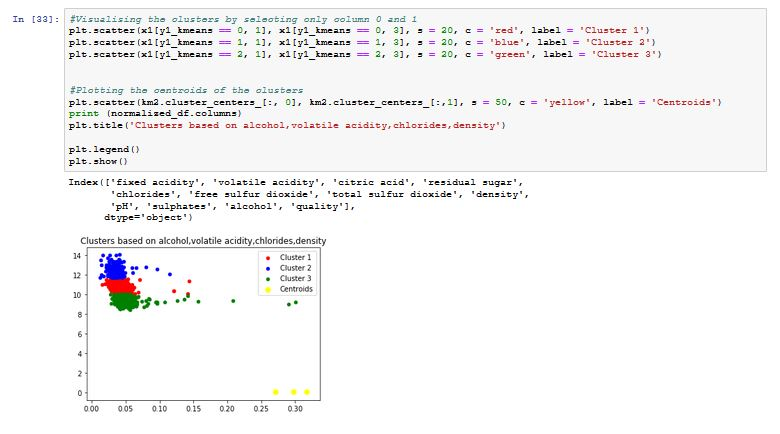 In [33]: #Visualising the clusters by selecting only column 0 and 1
plt.scatter(x1[y1_kmeans == 0, 1], x1[y1_kmeans == 0, 3], s = 20, c = 'red', label = 'Cluster 1')
plt.scatter(x1[y1_kmeans == 1, 1], x1[y1_kmeans == 1, 3], s = 20, c = 'blue', label = 'Cluster 2')
plt.scatter(x1[y1_kmeans == 2, 1], x1[y1_kmeans == 2, 3], s = 20, c = 'green', label = 'Cluster 3')
#Plotting the centroids of the clusters
plt.scatter(km2.cluster_centers_[:, 0], km2.cluster_centers_[:,1], s = 50, c = 'yellow', label = 'Centroids')
print (normalized_df.columns)
plt.title('Clusters based on alcohol,volatile acidity,chlorides,density')
plt.legend()
plt.show()
Index(['fixed acidity', 'volatile acidity', 'citric acid', 'residual sugar',
'chlorides', 'free sulfur dioxide', 'total sulfur dioxide', 'density',
'pH', 'sulphates', 'alcohol', 'quality'],
dtype='object')
Clusters based on alcohol,volatile acidity,chlorides,density
14
12
10
8
6
4
2
0
Cluster 1
Cluster 2
Cluster 3
Centroids
0.00 0.05 0.10 0.15 0.20 0.25 0.30